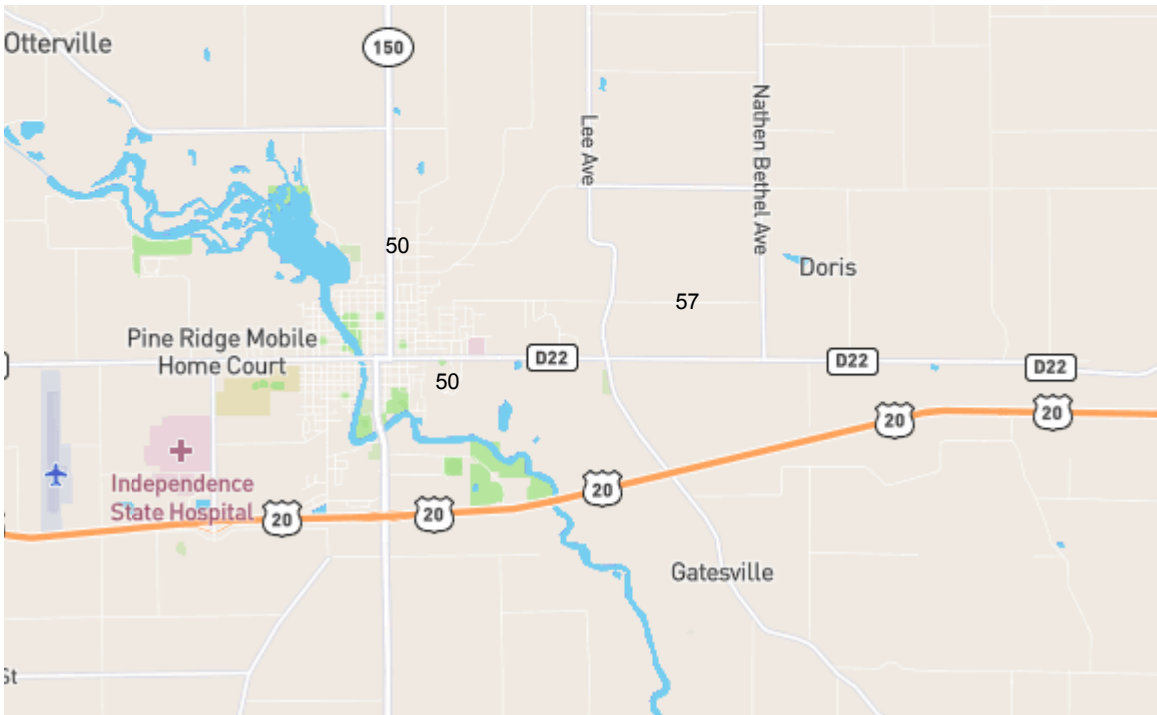 Otterville
150
Lee Ave
Nathen Bethel Ave
50
Doris
57
Pine Ridge Mobile
Home Court
D22
D22
D22
50
20
20
Independence
State Hospital
20
20
20
Gatesville
St